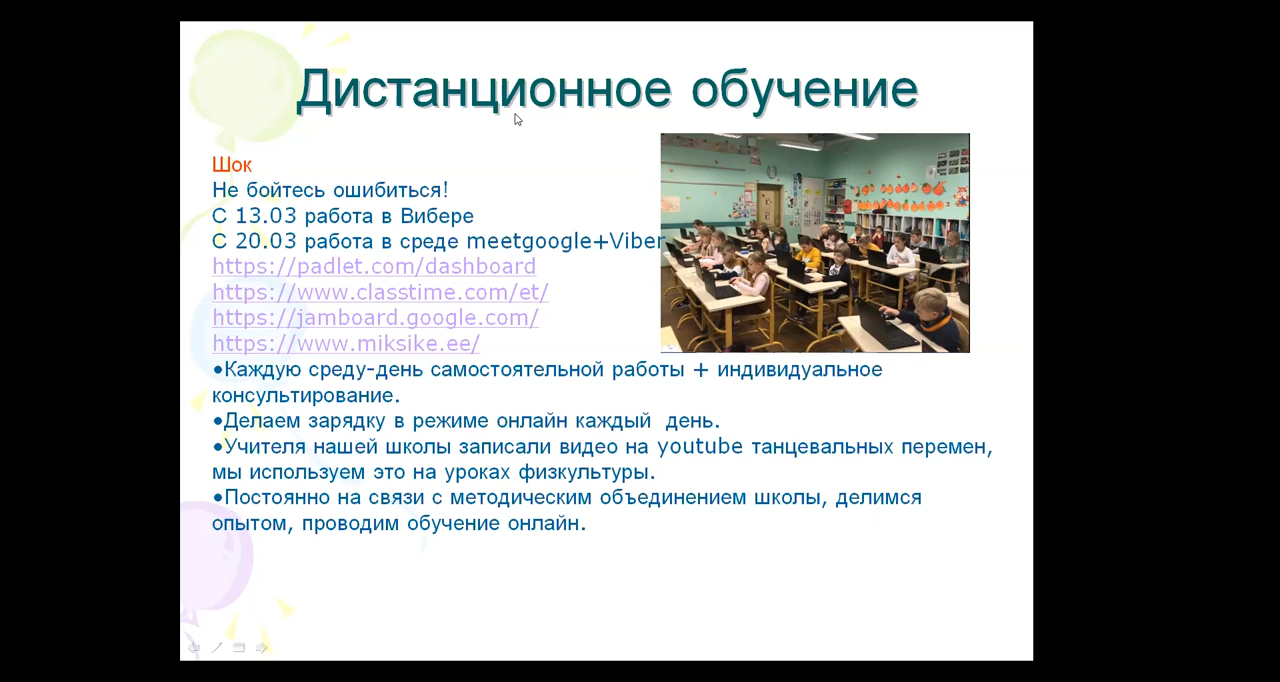 Дистанционное обучение
Шок
Не бойтесь ошибиться!
С 13.03 работа в Вибере
С 20.03 работа в среде meetgoogle+Viber
https://padlet.com/dashboard
https://www.classtime.com/et/
https://jamboard.google.com/
https://www.miksike.ee/
•Каждую среду-день самостоятельной работы + индивидуальное
консультирование.
•Делаем зарядку в режиме онлайн каждый  день.
•Учителя нашей школы записали видео на youtube танцевальных перемен,
мы используем это на уроках физкультуры.
•Постоянно на связи с методическим объединением школы, делимся
опытом, проводим обучение онлайн.